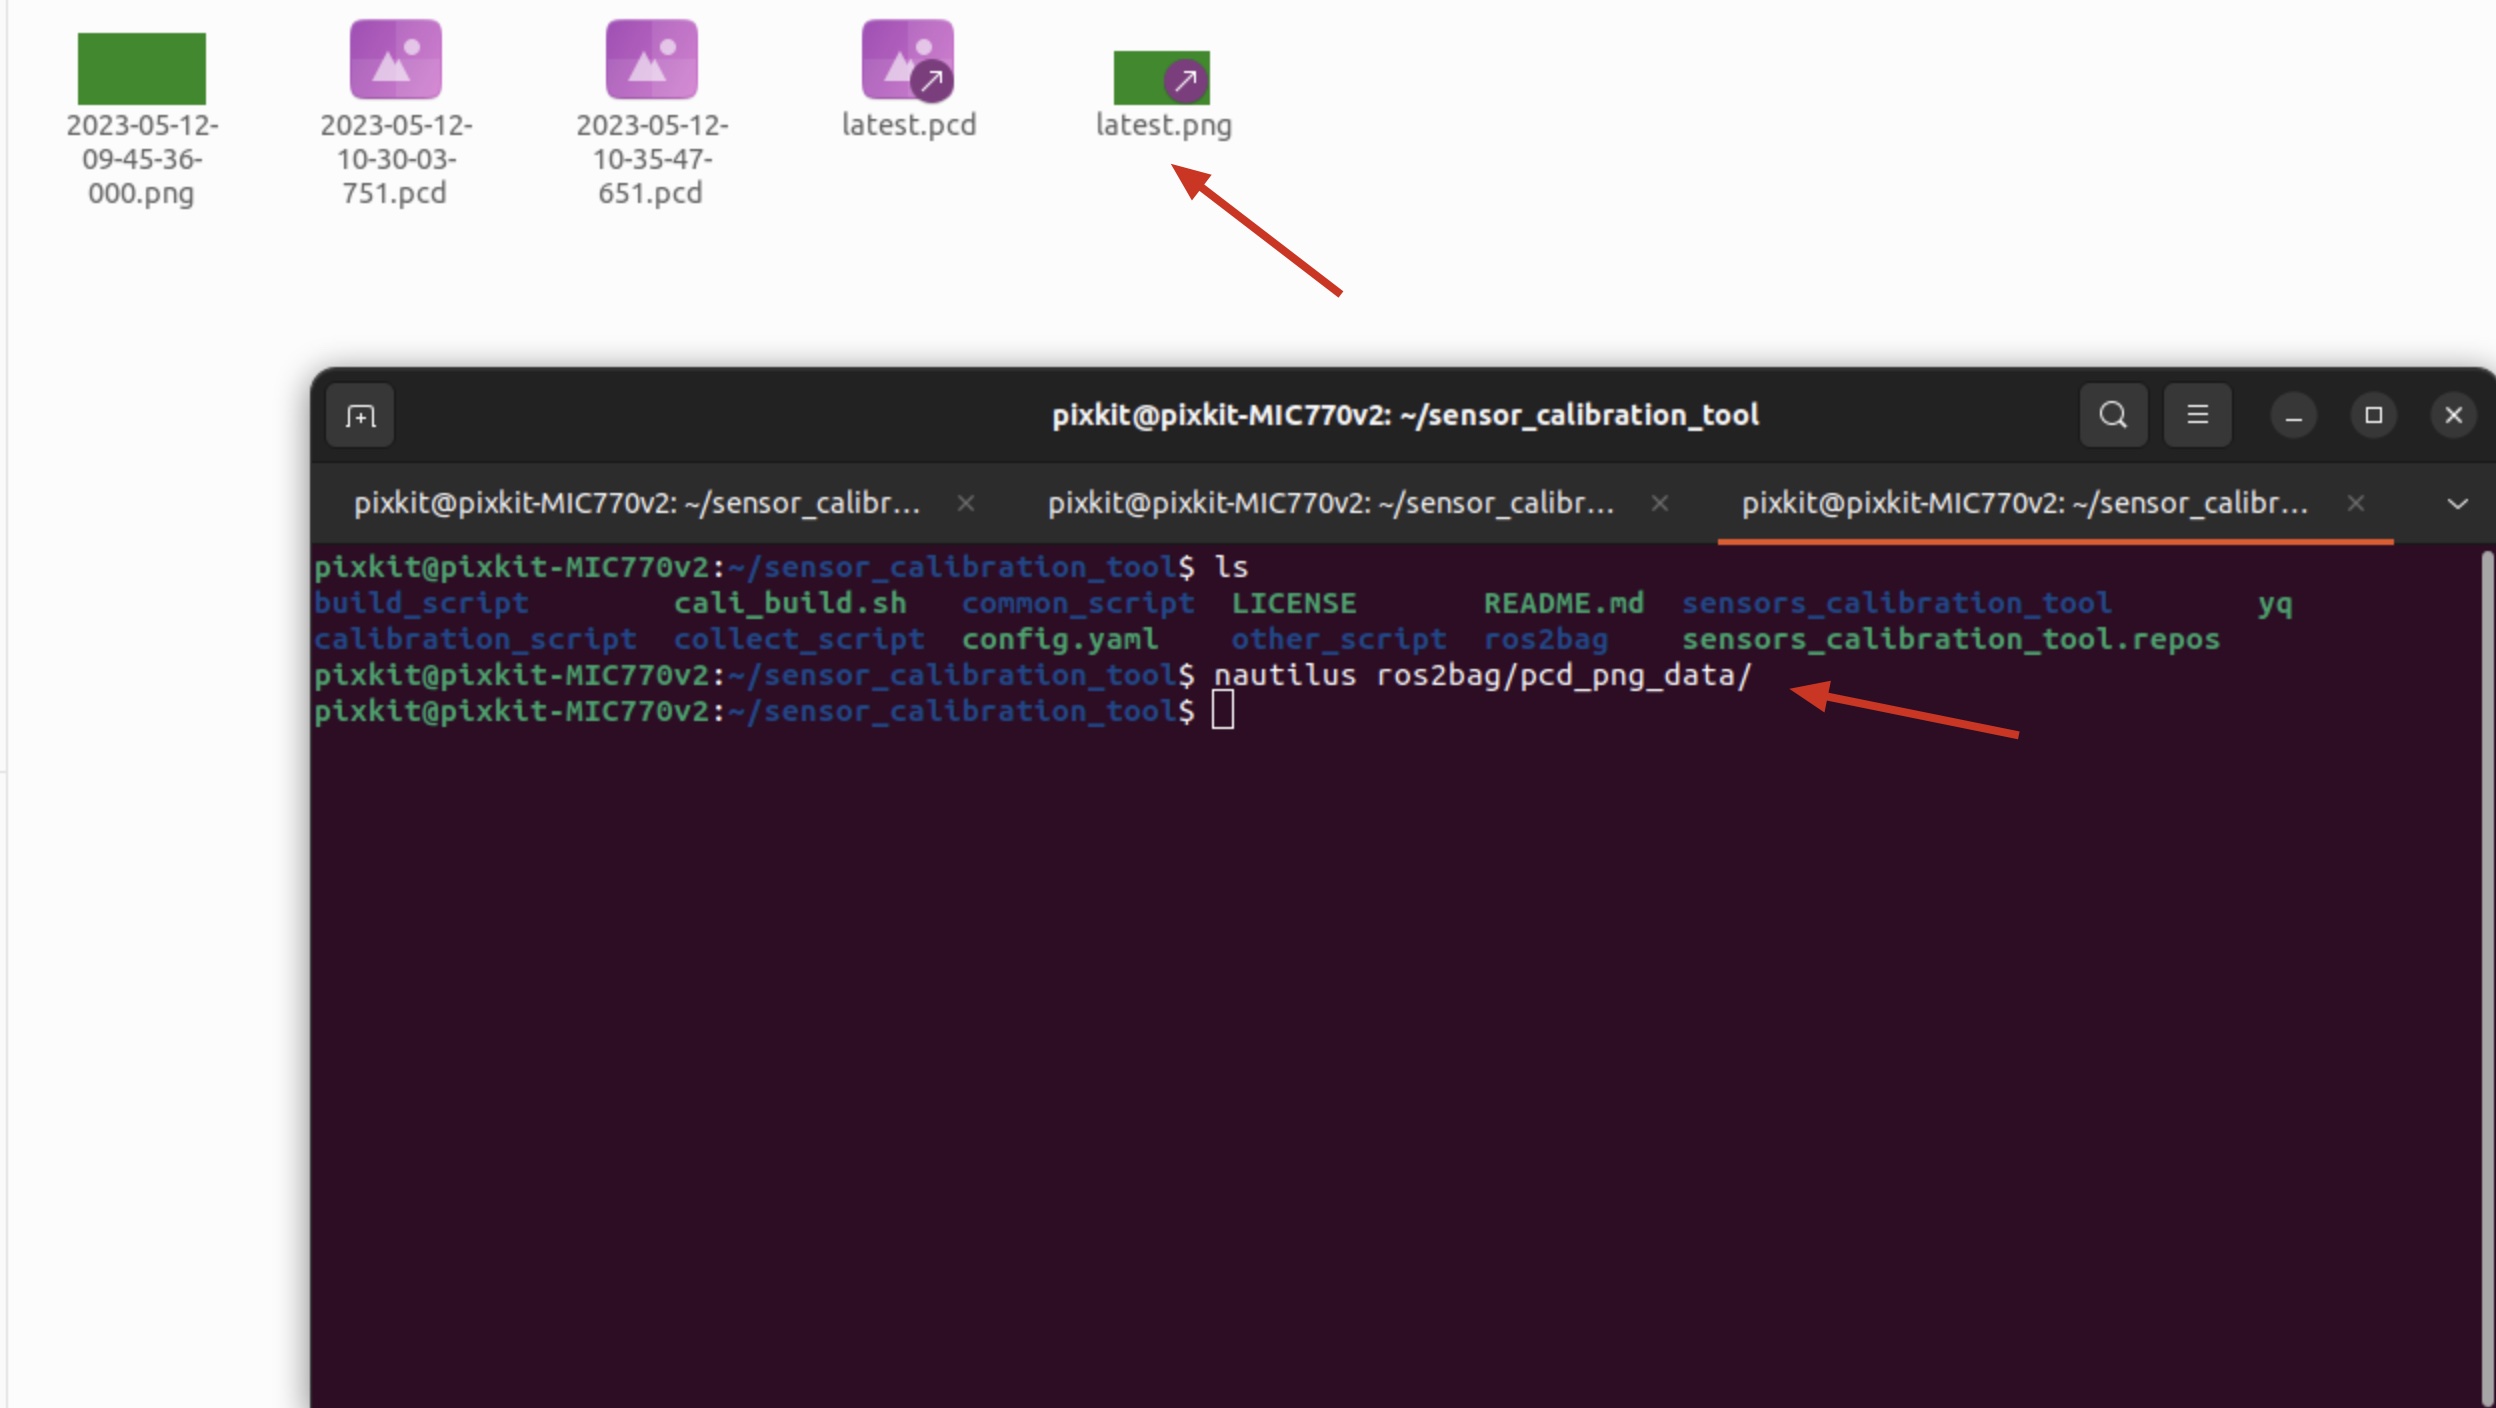 2023-05-12-
09-45-36-
000.png
2023-05-12-
10-30-03-
751.pcd
2023-05-12-
10-35-47-
651.pcd
latest.pcd
latest.png
pixkit@pixkit-MIC770v2: ~/sensor_calibration_tool
pixkit@pixkit-MIC770v2: ~/sensor_calibr...
pixkit@pixkit-MIC770v2: ~/sensor_calibr...
pixkit@pixkit-MIC770v2: ~/sensor_calibr...
pixkit@pixkit-MIC770v2:~/sensor_calibration_tool$ ls
build_script cali_build.sh common_script LICENSE README.md sensors_calibration_tool yq
calibration_script collect_script config.yaml other_script ros2bag sensors_calibration_tool.repos
pixkit@pixkit-MIC770v2:~/sensor_calibration_tool$ nautilus ros2bag/pcd_png_data/
pixkit@pixkit-MIC770v2:~/sensor_calibration_tool$